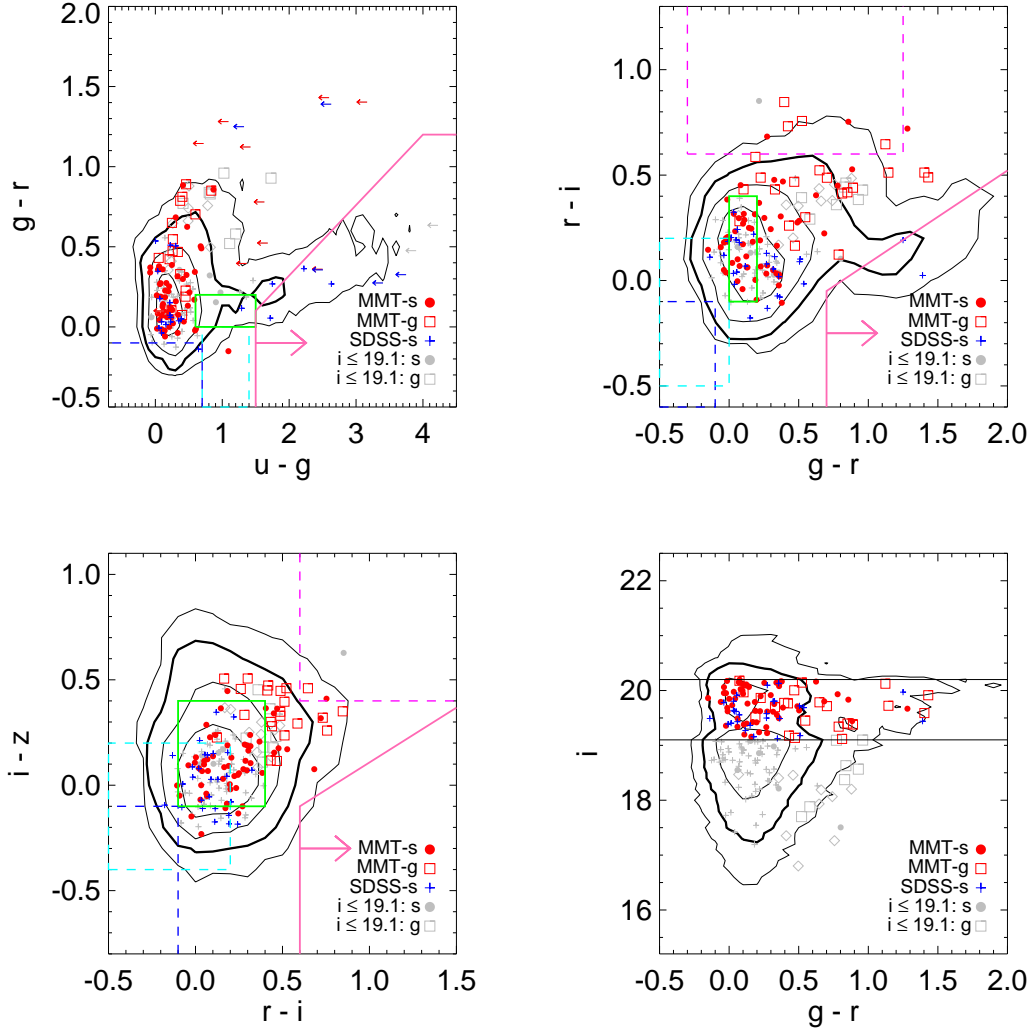 2.0
1.5
1.0
0.5
0.0
-0.5
g - r
0 1 2 3 4
u - g
MMT-s
MMT-g
SDSS-s
i ≤ 19.1: s
i ≤ 19.1: g
1.0
0.5
0.0
-0.5
r - i
-0.5 0.0 0.5 1.0 1.5 2.0
g - r
MMT-s
MMT-g
SDSS-s
i ≤ 19.1: s
i ≤ 19.1: g
1.0
0.5
0.0
-0.5
i - z
-0.5 0.0 0.5 1.0 1.5
r - i
MMT-s
MMT-g
SDSS-s
i ≤ 19.1: s
i ≤ 19.1: g
22
20
18
16
i
-0.5 0.0 0.5 1.0 1.5 2.0
g - r
MMT-s
MMT-g
SDSS-s
i ≤ 19.1: s
i ≤ 19.1: g